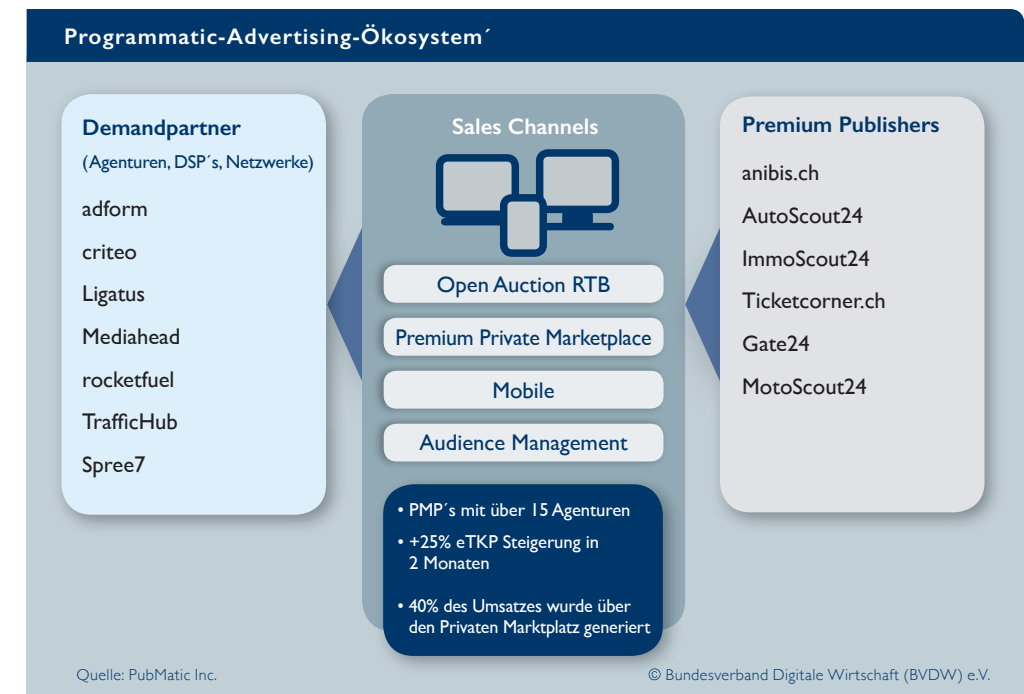 Programmatic-Advertising-Ökosystem´
Demandpartner
(Agenturen, DSP´s, Netzwerke)
adform
criteo
Ligatus
Mediahead
rocketfuel
TrafficHub
Spree7
Sales Channels
Open Auction RTB
Premium Private Marketplace
Mobile
Audience Management
• PMP´s mit über 15 Agenturen
• +25% eTKP Steigerung in
2 Monaten
• 40% des Umsatzes wurde über
den Privaten Marktplatz generiert
Premium Publishers
anibis.ch
AutoScout24
ImmoScout24
Ticketcorner.ch
Gate24
MotoScout24
Quelle: PubMatic Inc.
© Bundesverband Digitale Wirtschaft (BVDW) e.V.